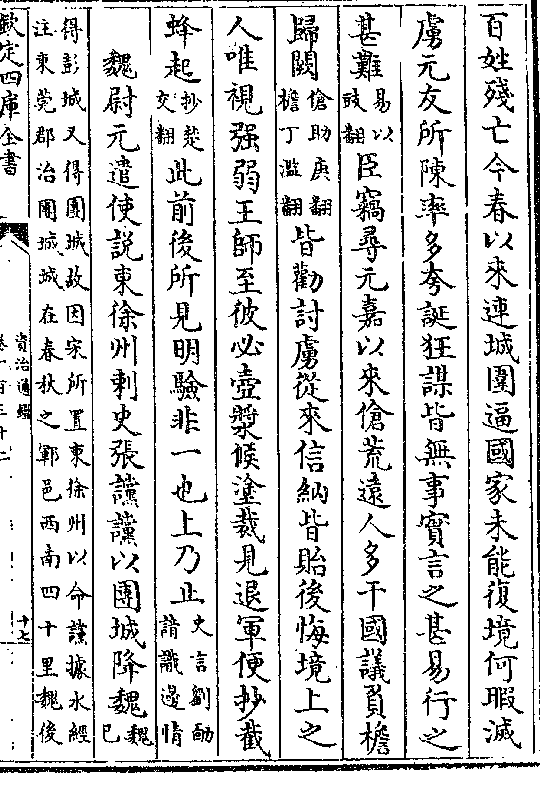 百姓殘亡今春以來連城圍逼國家未能復境何暇滅
虜元友所陳率多夸誕狂謀皆無事實言之甚易行之
甚難易以豉翻臣竊尋元嘉以來傖荒遠人多干國議負檐
歸闕傖助庚翻檐丁濫翻皆勸討虜從來信納皆貽後悔境上之
人唯視强弱王師至彼必壺漿候塗裁見退軍便抄截
蜂起抄楚交翻此前後所見明驗非一也上乃止史言劉勔諳識邊情
魏尉元遣使說東徐州刺史張讜讜以團城降魏魏巳
得彭城又得團城故因宋所置東徐州以命讜據水經
注東莞郡治團城城在春秋之鄆邑西南四十里魏後
欽定四庫全書
資治通鑑
卷一百三十二
十七